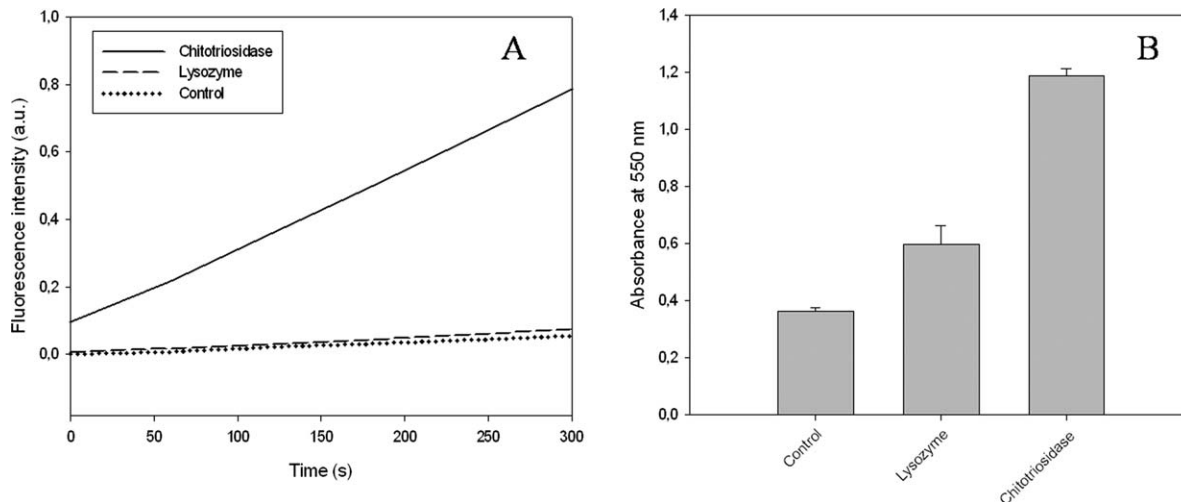 A
Chitotriosidase
Lysozyme
Control
Fluorescence intensity (a.u.)
1,0
0,8
0,6
0,4
0,2
0,0
0
50
100
150
200
250
300
Time (s)
B
Absorbance at 550 nm
1,4
1,2
1,0
0,8
0,6
0,4
0,2
0,0
Control
Lysozyme
Chitotriosidase